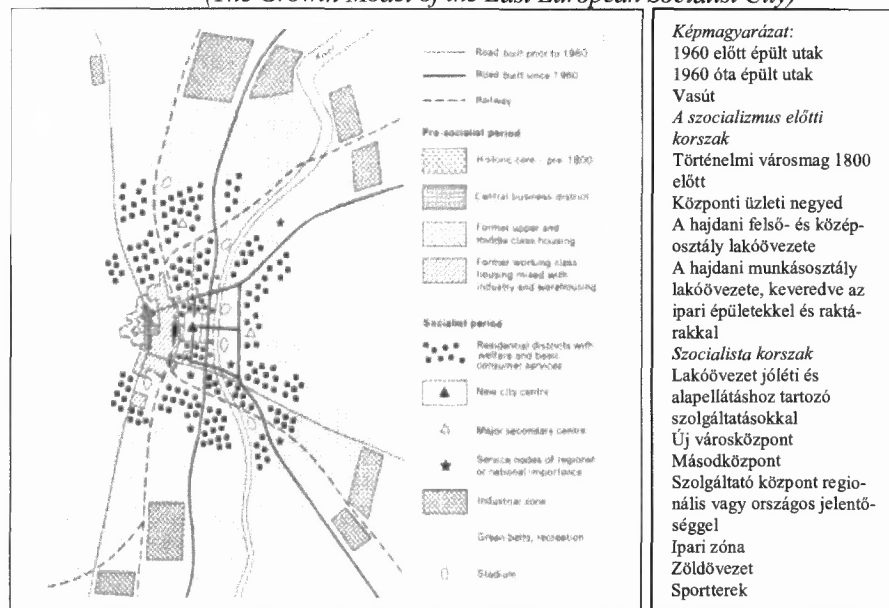 (The Growth Model of the East European Socialist City)
Road built prior to 1960
Road built since 1960
Railway
Pre-socialist period
Historic core - pre 1800
Central business district
Former upper and
middle class housing
Former working class
housing mixed with
industry and warehousing
Socialist period
Residential districts with
welfare and basic
consumer services
New city centre
Major secondary centre
Service nodes of regional
or national importance
Industrial zone
Green belts, recreation
Stadium
Képmagyarázat:
1960 előtt épült utak
1960 óta épült utak
Vasút
A szocializmus előtti
korszak
Történelmi városmag 1800
előtt
Központi üzleti negyed
A hajdani felső- és közép-
osztály lakóövezete
A hajdani munkásosztály
lakóövezete, keveredve az
ipari épületekkel és raktá-
rakkal
Szocialista korszak
Lakóövezet jóléti és
alapellátáshoz tartozó
szolgáltatásokkal
Új városközpont
Másodközpont
Szolgáltató központ regio-
nális vagy országos jelentő-
séggel
Ipari zóna
Zöldövezet
Sportterek